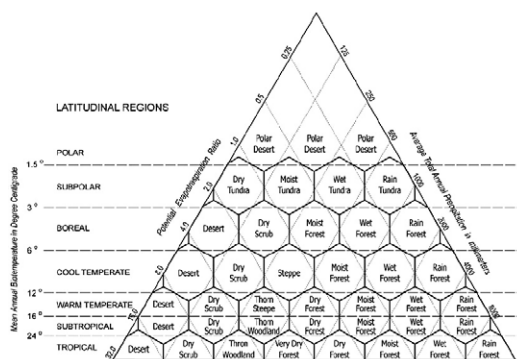 0.25
125
0.5
250
LATITUDINAL REGIONS
1.0
500
Potential Evapotranspiration Ratio
Average Total Annual Precipitation in milimeters
Mean Annual Biotemperature in Degree Centigrade
POLAR
Polar Desert
Polar Desert
Polar Desert
1.5°
2.0
1000
SUBPOLAR
Dry Tundra
Moist Tundra
Wet Tundra
Rain Tundra
3°
4.0
2000
BOREAL
Desert
Dry Scrub
Moist Forest
Wet Forest
Rain Forest
6°
4000
COOL TEMPERATE
Desert
Dry Scrub
Steppe
Moist Forest
Wet Forest
Rain Forest
12°
8000
WARM TEMPERATE
Desert
Dry Scrub
Thorn Steepe
Dry Forest
Moist Forest
Wet Forest
Rain Forest
16°
SUBTROPICAL
Desert
Dry Scrub
Thorn Woodland
Dry Forest
Moist Forest
Wet Forest
Rain Forest
24°
32.0
TROPICAL
Desert
Dry Scrub
Thron Woodland
Very Dry Forest
Dry Forest
Moist Forest
Wet Forest
Rain Forest